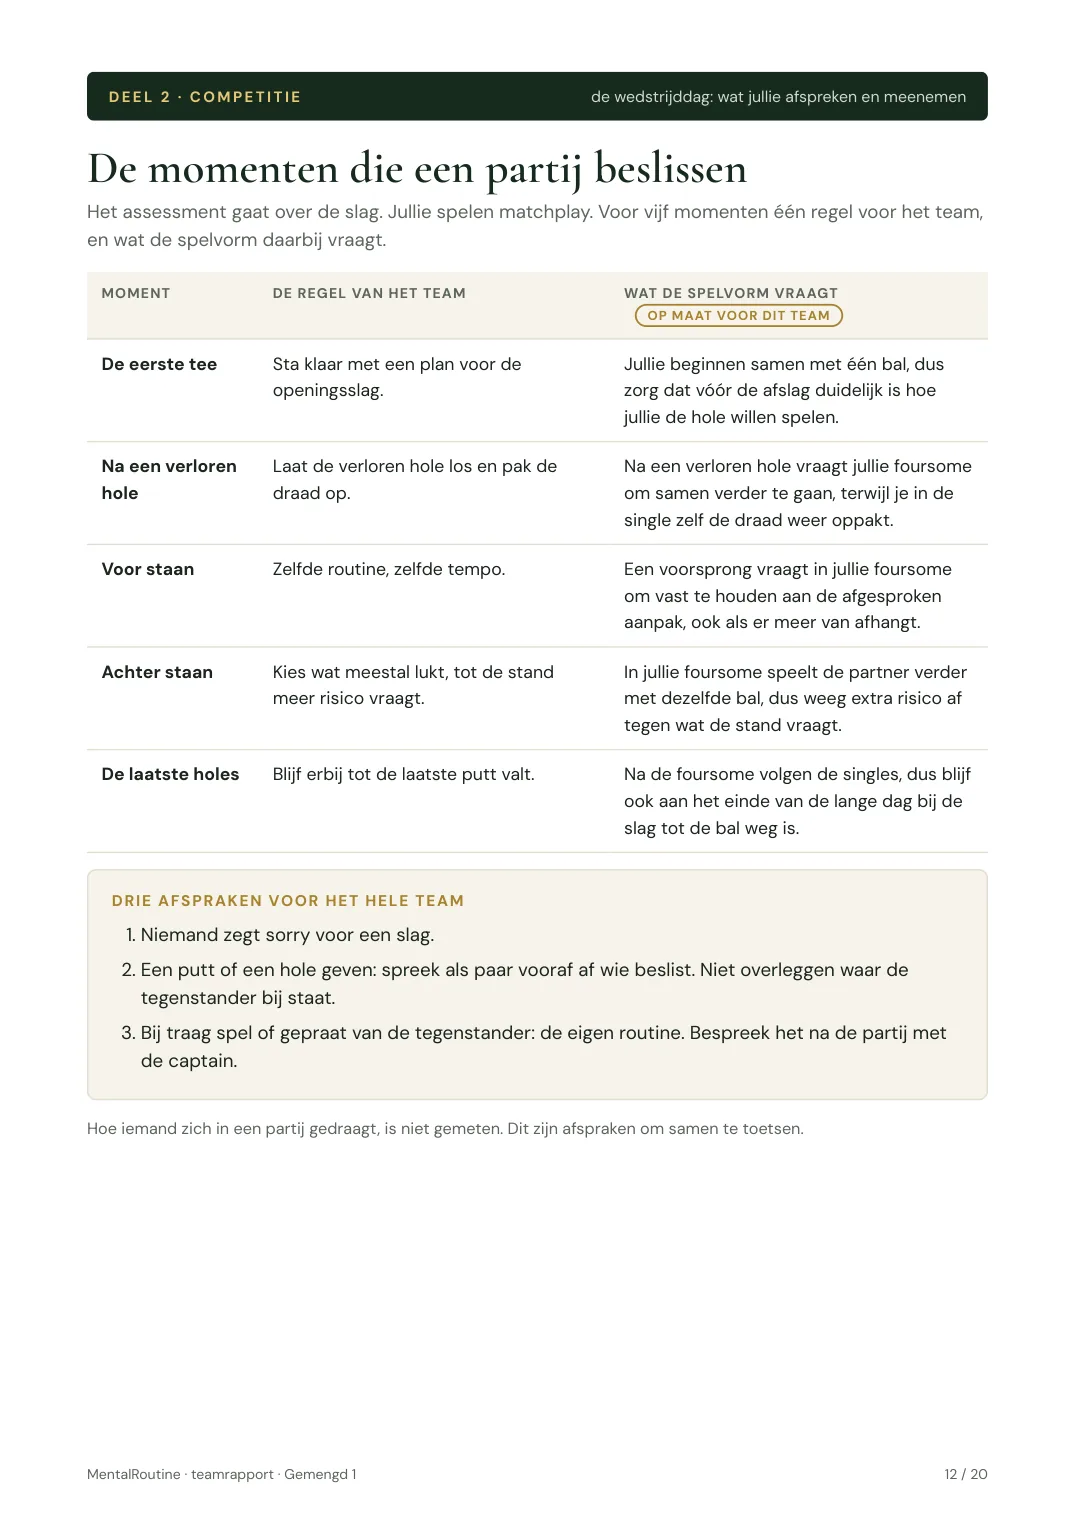 DEEL 2 · COMPETITIE
de wedstrijddag: wat jullie afspreken en meenemen
De momenten die een partij beslissen
Het assessment gaat over de slag. Jullie spelen matchplay. Voor vijf momenten één regel voor het team,
en wat de spelvorm daarbij vraagt.
MOMENT
DE REGEL VAN HET TEAM
WAT DE SPELVORM VRAAGT
OP MAAT VOOR DIT TEAM
De eerste tee
Sta klaar met een plan voor de
openingsslag.
Jullie beginnen samen met één bal, dus
zorg dat vóór de afslag duidelijk is hoe
jullie de hole willen spelen.
Na een verloren
hole
Laat de verloren hole los en pak de
draad op.
Na een verloren hole vraagt jullie foursome
om samen verder te gaan, terwijl je in de
single zelf de draad weer oppakt.
Voor staan
Zelfde routine, zelfde tempo.
Een voorsprong vraagt in jullie foursome
om vast te houden aan de afgesproken
aanpak, ook als er meer van afhangt.
Achter staan
Kies wat meestal lukt, tot de stand
meer risico vraagt.
In jullie foursome speelt de partner verder
met dezelfde bal, dus weeg extra risico af
tegen wat de stand vraagt.
De laatste holes
Blijf erbij tot de laatste putt valt.
Na de foursome volgen de singles, dus blijf
ook aan het einde van de lange dag bij de
slag tot de bal weg is.
DRIE AFSPRAKEN VOOR HET HELE TEAM
1. Niemand zegt sorry voor een slag.
2. Een putt of een hole geven: spreek als paar vooraf af wie beslist. Niet overleggen waar de
tegenstander bij staat.
3. Bij traag spel of gepraat van de tegenstander: de eigen routine. Bespreek het na de partij met
de captain.
Hoe iemand zich in een partij gedraagt, is niet gemeten. Dit zijn afspraken om samen te toetsen.
MentalRoutine · teamrapport · Gemengd 1
12 / 20